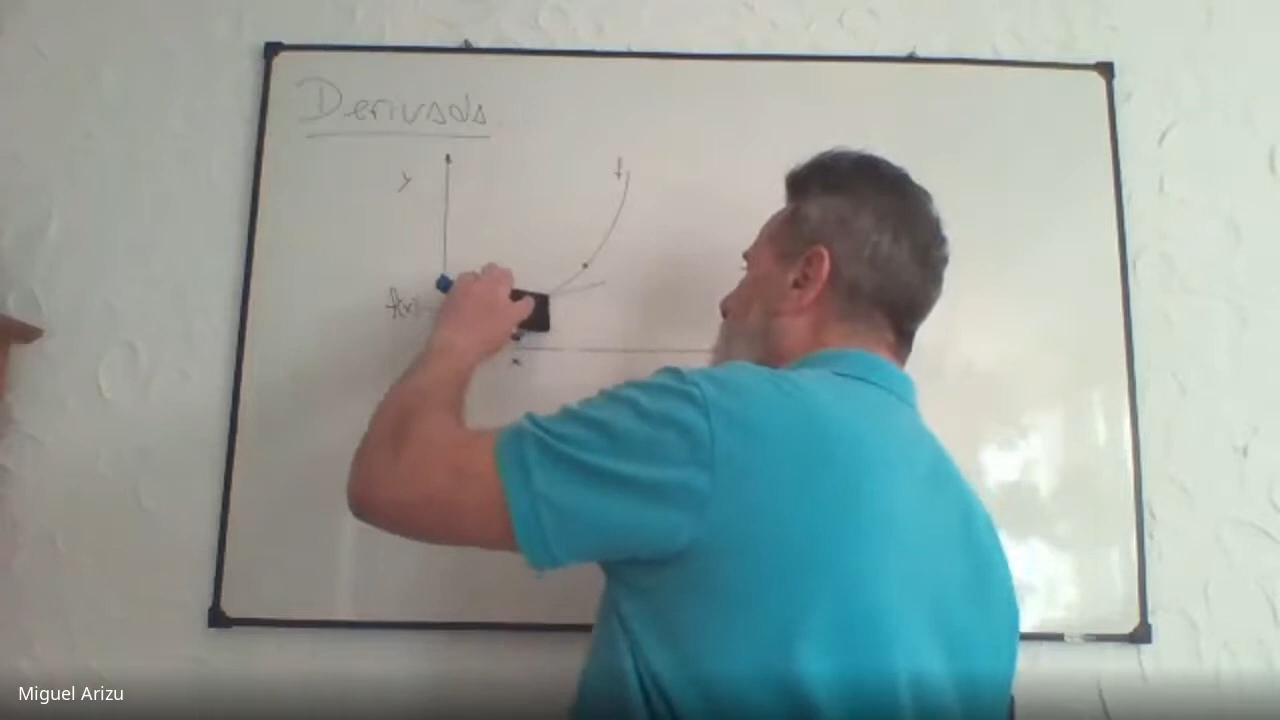 Derivada
y
f(x)
x
Miguel Arizu